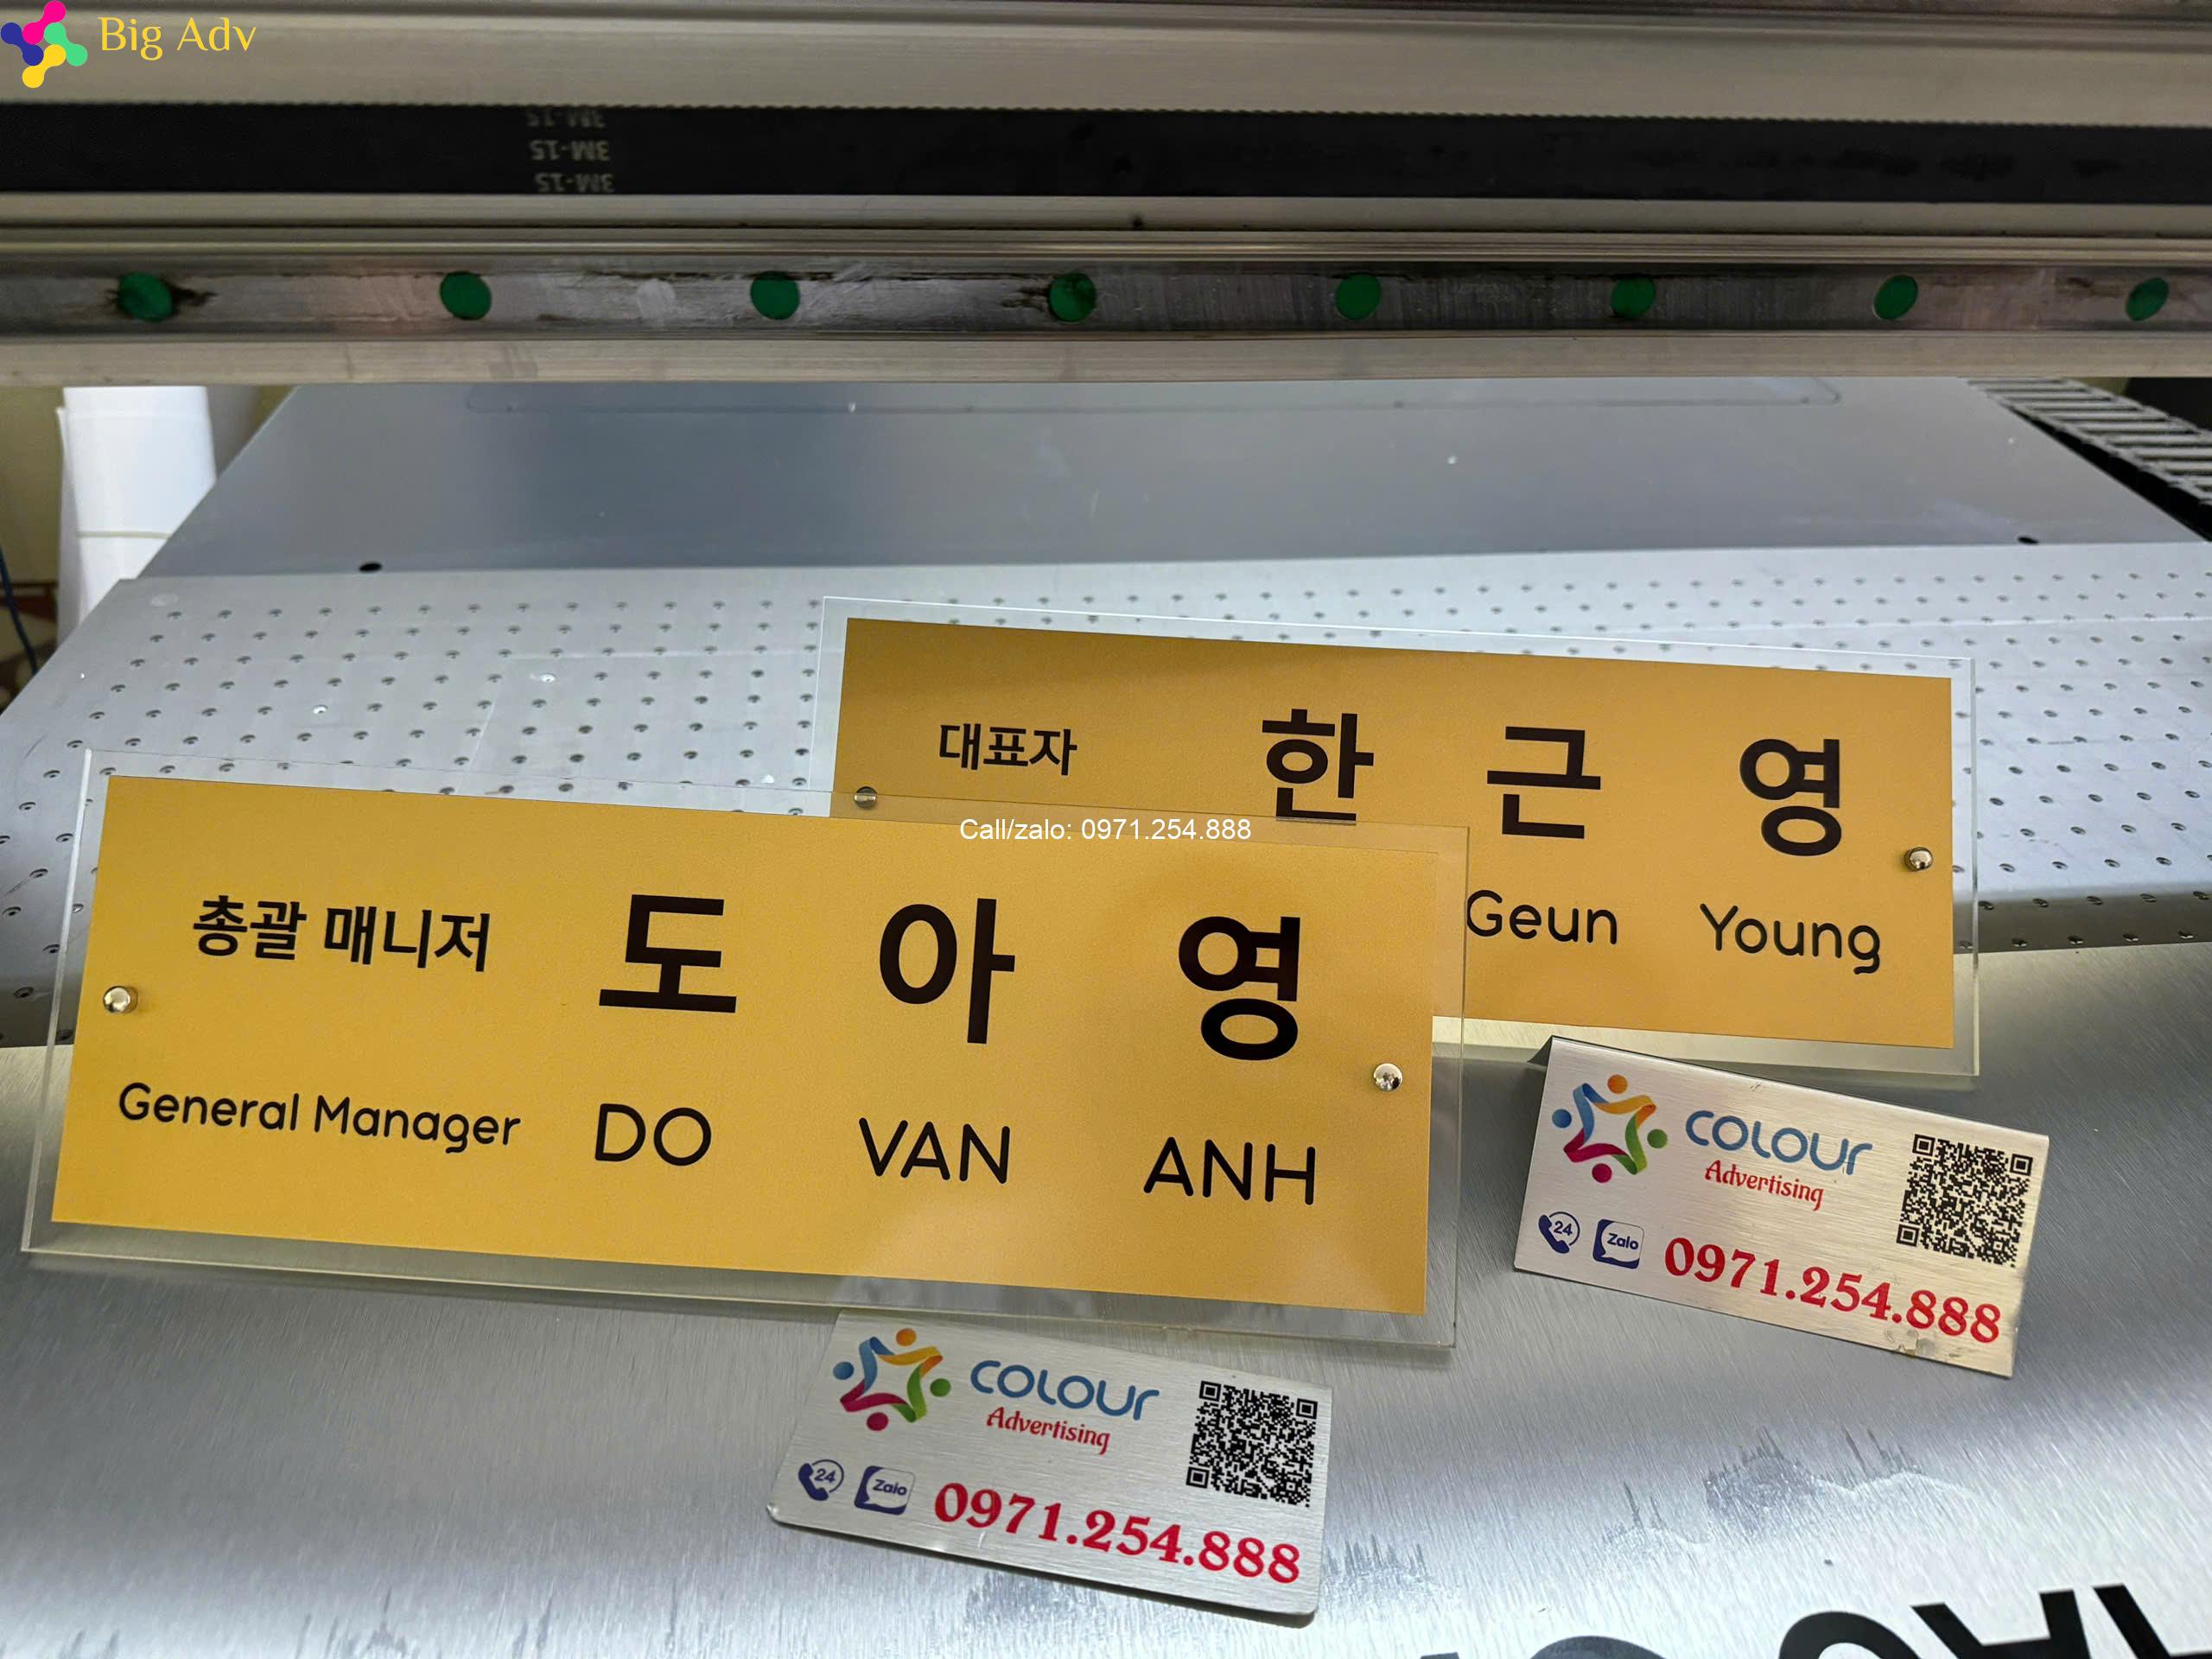 Big Adv
3M-15
3M-15
3M-15
대표자 한 근 영
Geun Young
Call/zalo: 0971.254.888
총괄 매니저 도 아 영
General Manager DO VAN ANH
COLOUR
Advertising
24 Zalo 0971.254.888
COLOUR
Advertising
24 Zalo 0971.254.888